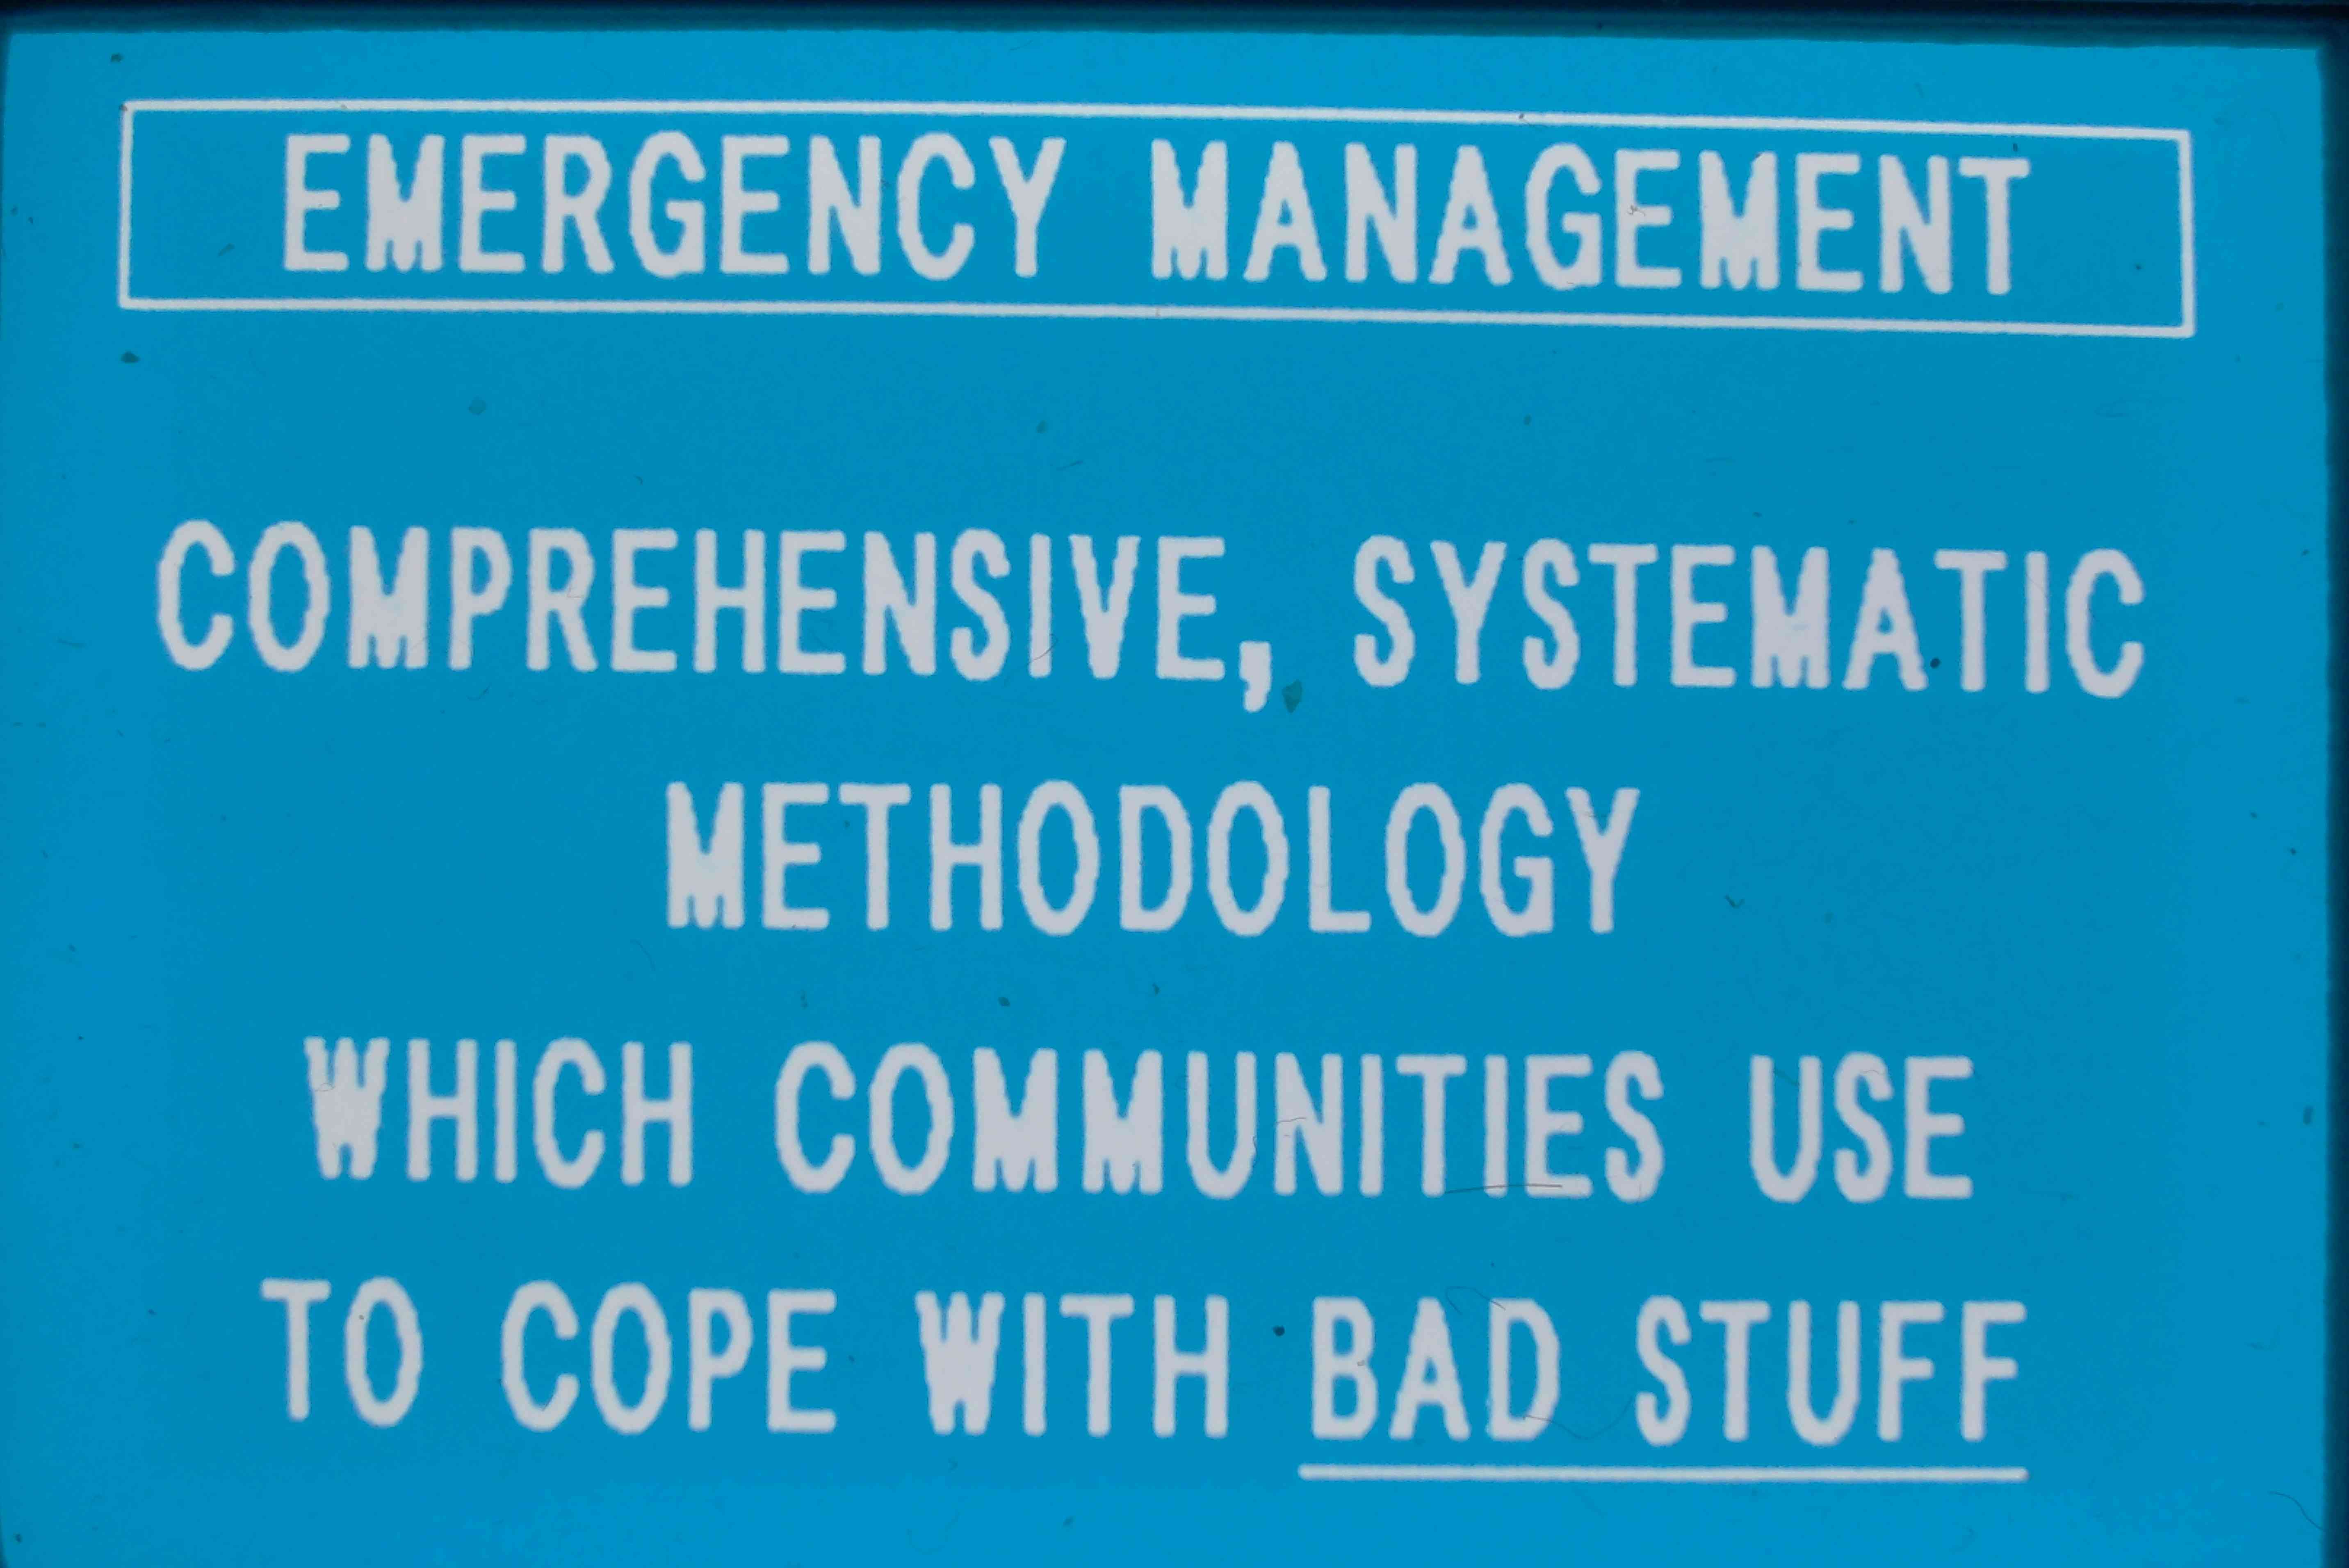 EMERGENCY MANAGEMENT
COMPREHENSIVE, SYSTEMATIC
METHODOLOGY
WHICH COMMUNITIES USE
TO COPE WITH BAD STUFF